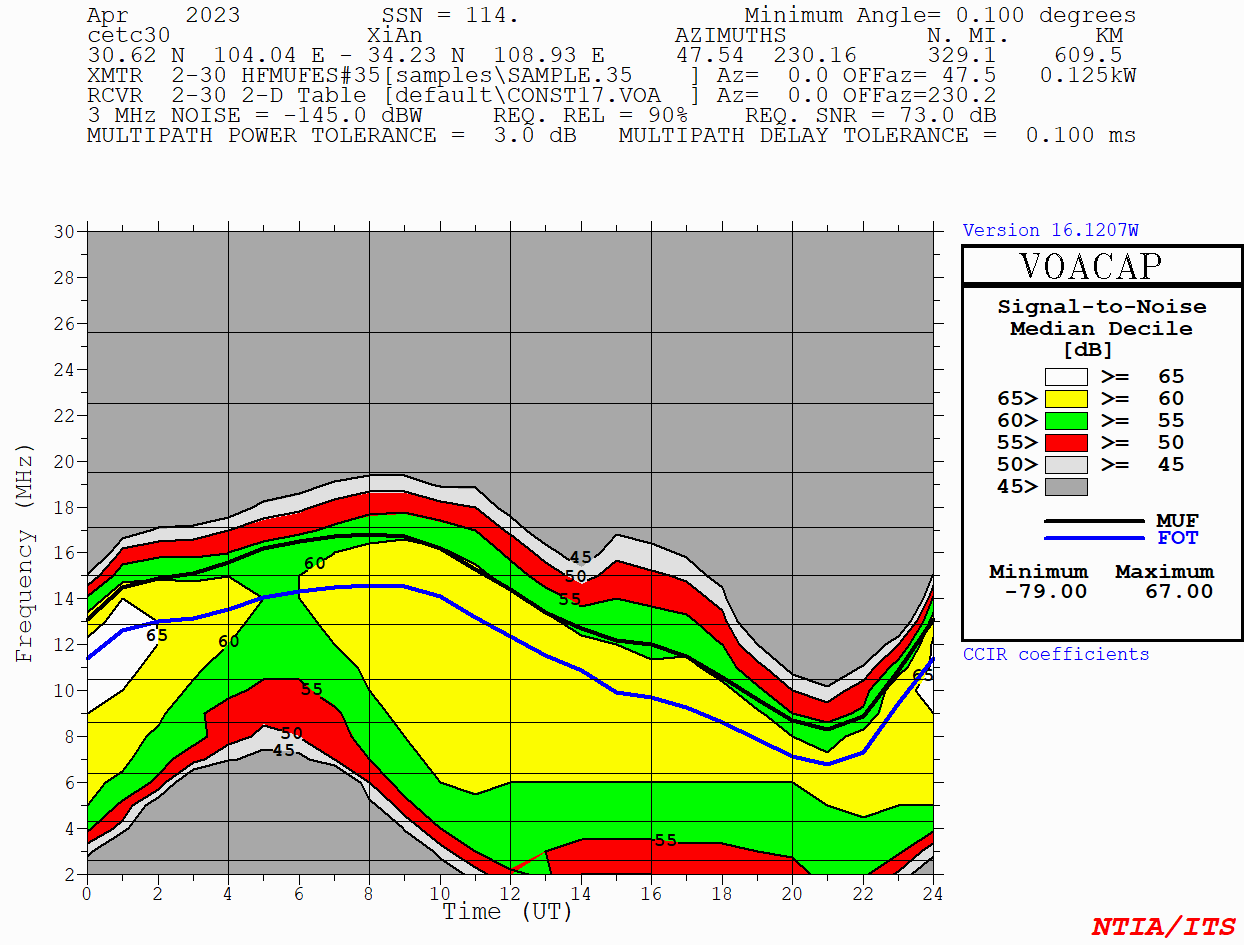 Apr    2023          SSN = 114.                Minimum Angle= 0.100 degrees
cetc30              XiAn                  AZIMUTHS          N. MI.      KM
30.62 N  104.04 E - 34.23 N  108.93 E     47.54  230.16     329.1    609.5
XMTR  2-30 HFMUFES#35[samples\SAMPLE.35    ] Az=  0.0 OFFaz= 47.5   0.125kW
RCVR  2-30 2-D Table [default\CONST17.VOA  ] Az=  0.0 OFFaz=230.2
3 MHz NOISE = -145.0 dBW     REQ. REL = 90%    REQ. SNR = 73.0 dB
MULTIPATH POWER TOLERANCE =  3.0 dB   MULTIPATH DELAY TOLERANCE =  0.100 ms
Version 16.1207W
VOACAP
Signal-to-Noise
Median Decile
[dB]
>= 65
65> >= 60
60> >= 55
55> >= 50
50> >= 45
45>
MUF
FOT
Minimum Maximum
-79.00 67.00
CCIR coefficients
30
28
26
24
22
20
18
16
14
12
10
8
6
4
2
Frequency (MHz)
45
60
50
55
65
60
65
55
50
45
55
0 2 4 6 8 10 12 14 16 18 20 22 24
Time (UT)
NTIA/ITS